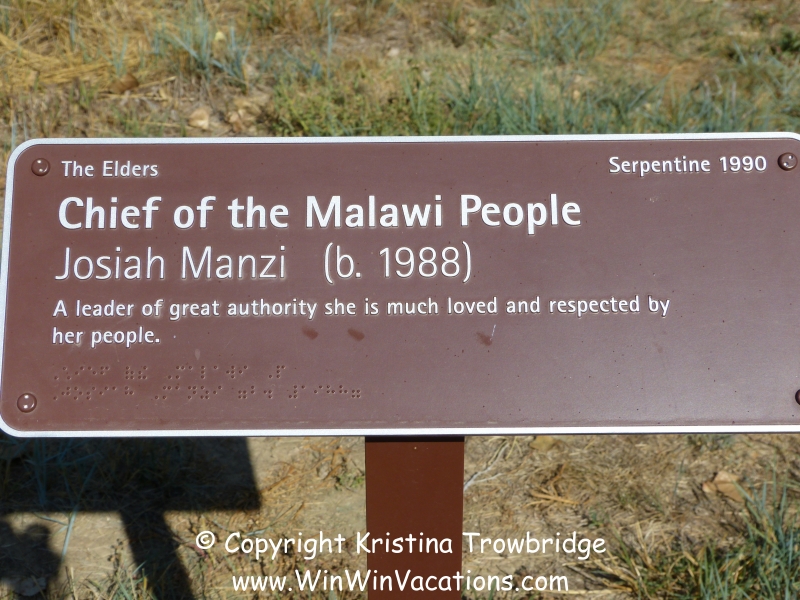 The Elders
Serpentine 1990
Chief of the Malawi People
Josiah Manzi (b. 1988)
A leader of great authority she is much loved and respected by
her people.
© Copyright Kristina Trowbridge
www.WinWinVacations.com